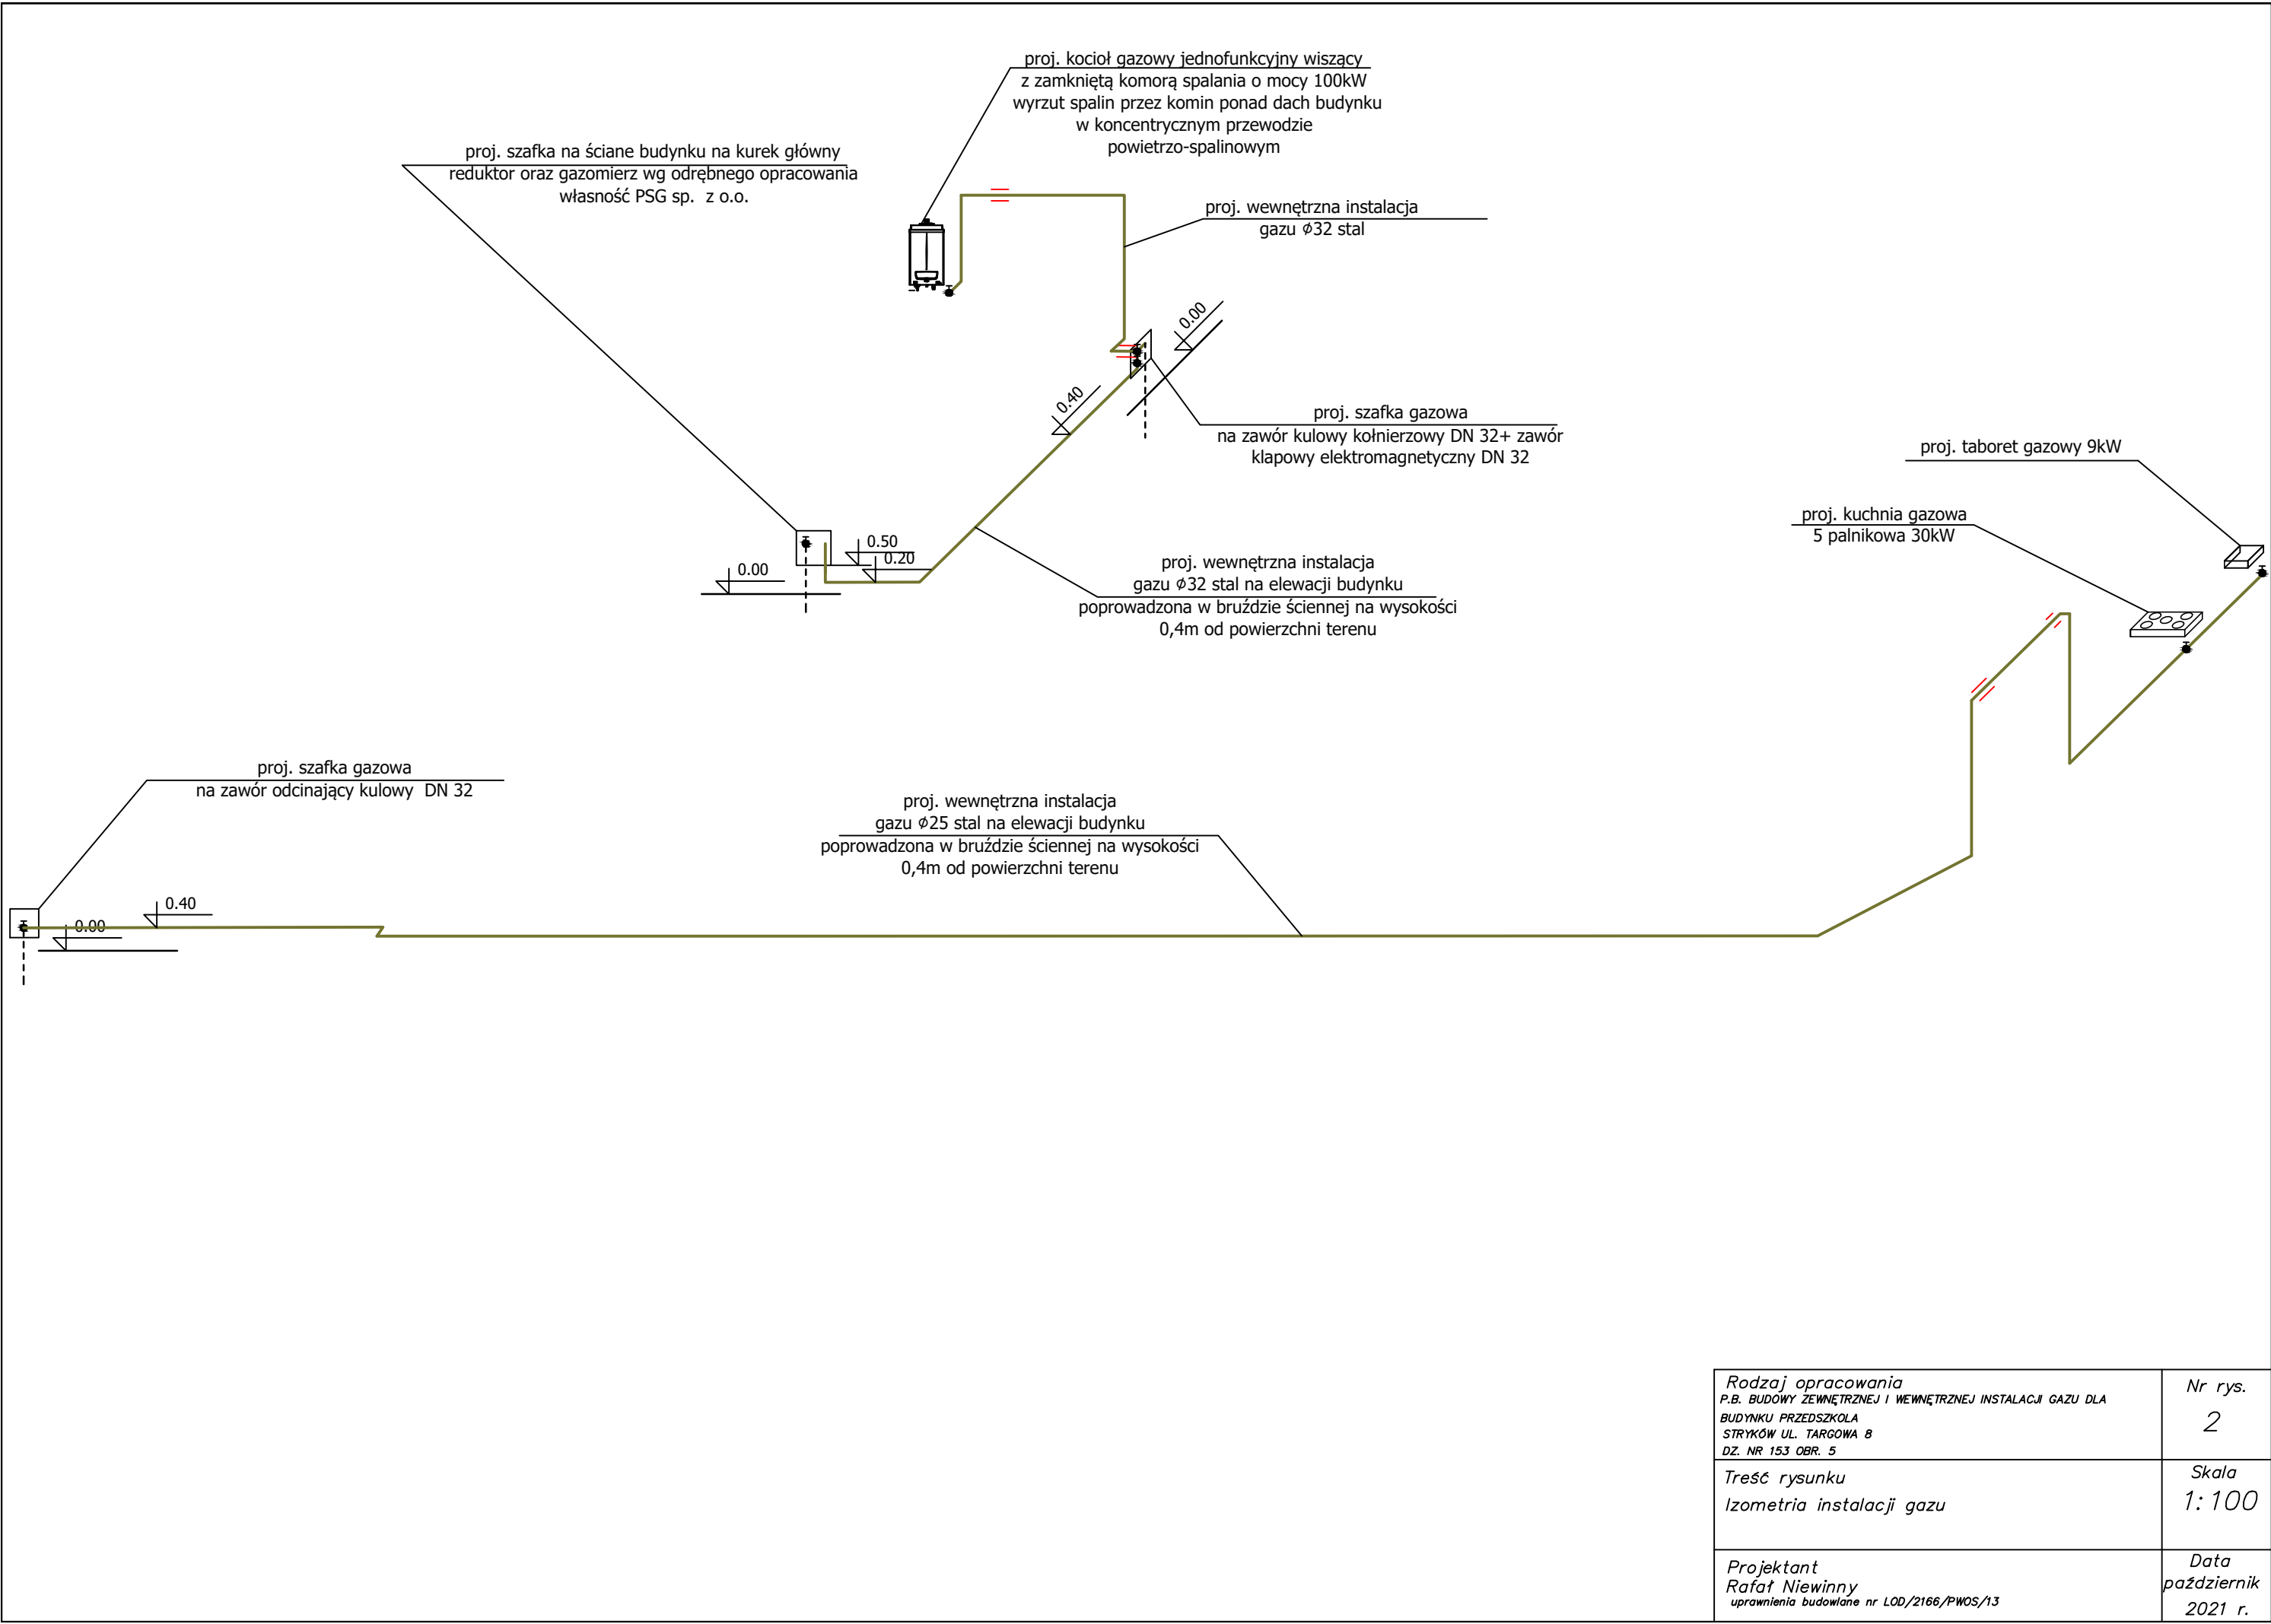 proj. kocioł gazowy jednofunkcyjny wiszący
z zamkniętą komorą spalania o mocy 100kW
wyrzut spalin przez komin ponad dach budynku
w koncentrycznym przewodzie
powietrzo-spalinowym
proj. szafka na ściane budynku na kurek główny
reduktor oraz gazomierz wg odrębnego opracowania
własność PSG sp. z o.o.
proj. wewnętrzna instalacja
gazu ϕ32 stal
0.00
0.40
proj. szafka gazowa
na zawór kulowy kołnierzowy DN 32+ zawór
klapowy elektromagnetyczny DN 32
proj. taboret gazowy 9kW
proj. kuchnia gazowa
5 palnikowa 30kW
0.50
0.20
0.00
proj. wewnętrzna instalacja
gazu ϕ32 stal na elewacji budynku
poprowadzona w bruździe ściennej na wysokości
0,4m od powierzchni terenu
proj. szafka gazowa
na zawór odcinający kulowy DN 32
proj. wewnętrzna instalacja
gazu ϕ25 stal na elewacji budynku
poprowadzona w bruździe ściennej na wysokości
0,4m od powierzchni terenu
0.40
0.00
Rodzaj opracowania
P.B. BUDOWY ZEWNĘTRZNEJ I WEWNĘTRZNEJ INSTALACJI GAZU DLA
BUDYNKU PRZEDSZKOLA
STRYKÓW UL. TARGOWA 8
DZ. NR 153 OBR. 5
Nr rys.
2
Treść rysunku
Izometria instalacji gazu
Skala
1:100
Projektant
Rafał Niewinny
uprawnienia budowlane nr LOD/2166/PWOS/13
Data
październik
2021 r.